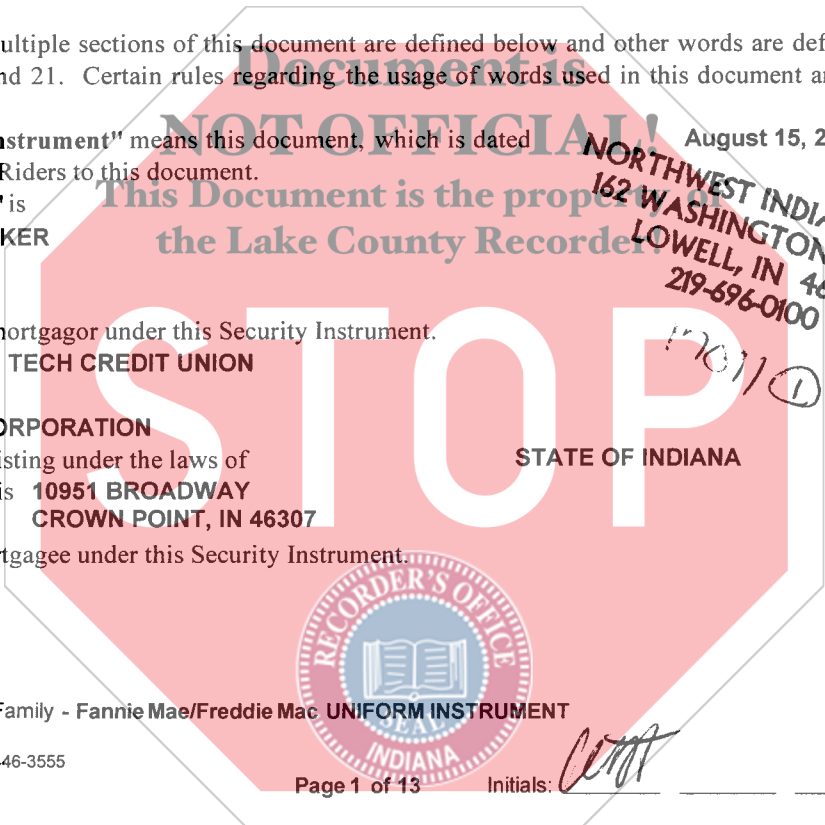 ultiple sections of this document are defined below and other words are def
nd 21. Certain rules regarding the usage of words used in this document a
Document is
NOT OFFICIAL!
This Document is the property of
the Lake County Recorder!
nstrument" means this document, which is dated August 15, 2
Riders to this document.
" is
KER
NORTHWEST INDIA
162 WASHINGTON
LOWELL, IN 46
219-696-0100
ortgagor under this Security Instrument.
TECH CREDIT UNION
STOP
ORPORATION
isting under the laws of STATE OF INDIANA
is 10951 BROADWAY
CROWN POINT, IN 46307
tgagee under this Security Instrument.
RECORDER'S OFFICE
SEAL
INDIANA
Family - Fannie Mae/Freddie Mac UNIFORM INSTRUMENT
46-3555
Page 1 of 13 Initials: